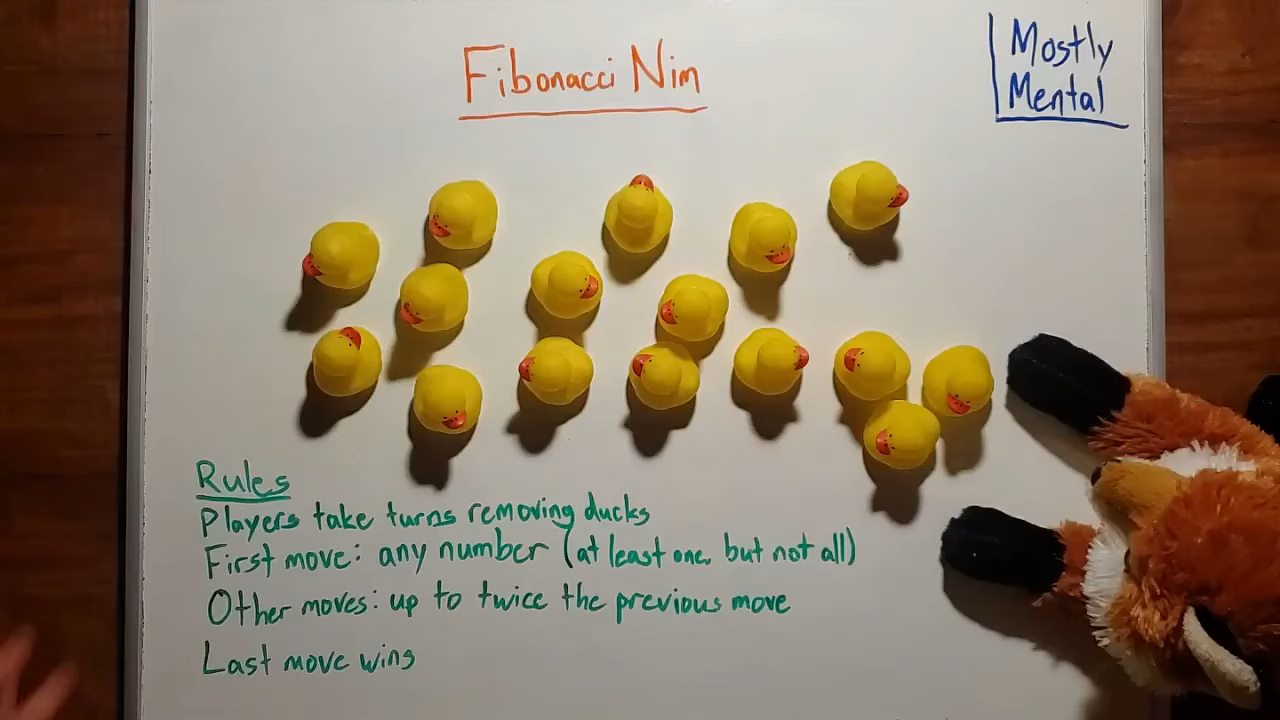 Fibonacci Nim
Mostly
Mental
Rules
Players take turns removing ducks
First move: any number (at least one, but not all)
Other moves: up to twice the previous move
Last move wins